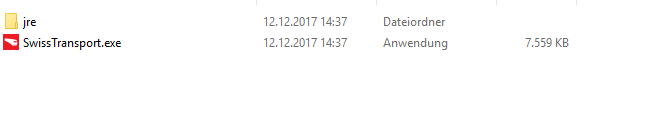 jre 12.12.2017 14:37 Dateiordner
SwissTransport.exe 12.12.2017 14:37 Anwendung 7.559 KB